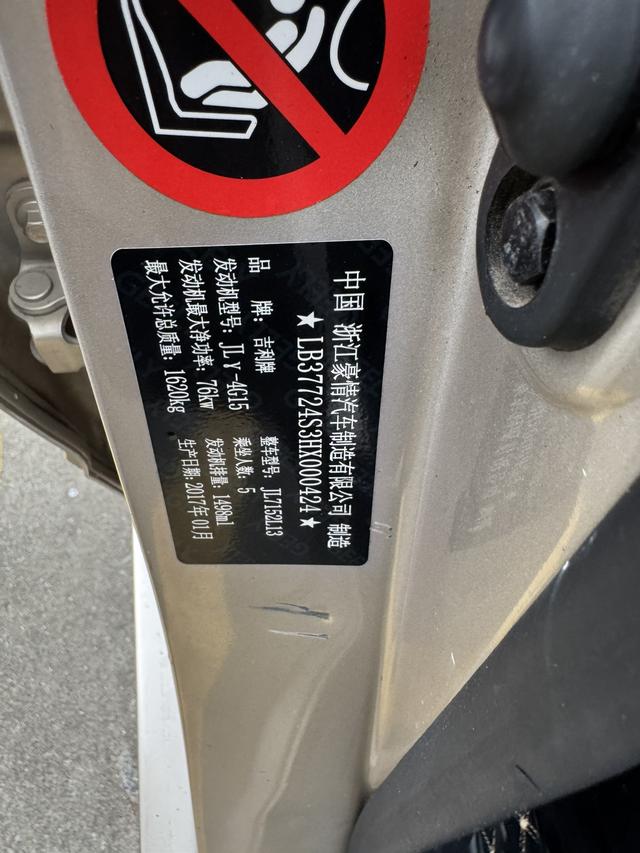 中国 浙江豪情汽车制造有限公司 制造
★LB37724S3HX000424★
品 牌：吉利牌 整车型号：JL7152L13
发动机型号：JLγ-4G15 乘坐人数：5
发动机最大净功率：76kw 发动机排量：1498ml
最大允许总质量：1620kg 生产日期：2017年01月